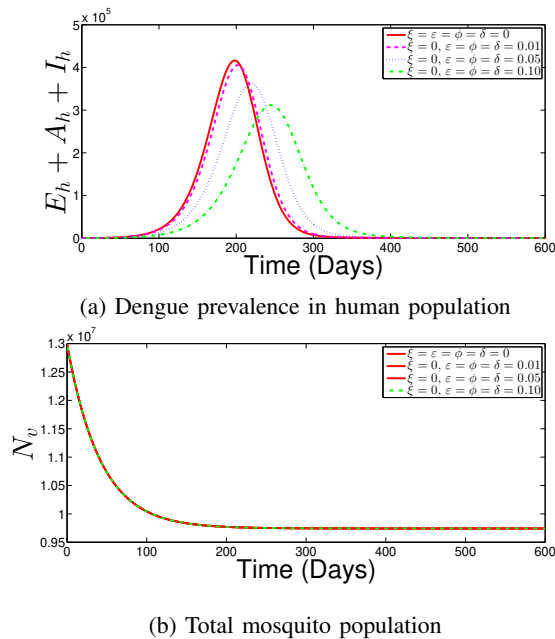 x 10^5
ξ = ε = φ = δ = 0
ξ = 0, ε = φ = δ = 0.01
ξ = 0, ε = φ = δ = 0.05
ξ = 0, ε = φ = δ = 0.10
E_h + A_h + I_h
5
4
3
2
1
0
0 100 200 300 400 500 600
Time (Days)
(a) Dengue prevalence in human population
x 10^7
ξ = ε = φ = δ = 0
ξ = 0, ε = φ = δ = 0.01
ξ = 0, ε = φ = δ = 0.05
ξ = 0, ε = φ = δ = 0.10
N_v
1.3
1.25
1.2
1.15
1.1
1.05
1
0.95
0 100 200 300 400 500 600
Time (Days)
(b) Total mosquito population